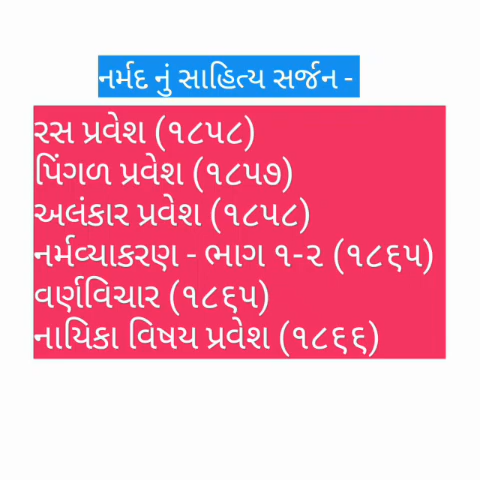 નર્મદ નું સાહિત્ય સર્જન -
રસ પ્રવેશ (૧૮૫૮)
પિંગળ પ્રવેશ (૧૮૫૭)
અલંકાર પ્રવેશ (૧૮૫૮)
નર્મવ્યાકરણ - ભાગ ૧-૨ (૧૮૬૫)
વર્ણવિચાર (૧૮૬૫)
નાયિકા વિષય પ્રવેશ (૧૮૬૬)